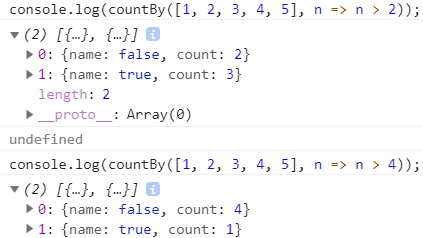 console.log(countBy([1, 2, 3, 4, 5], n => n > 2));
▼(2) [{…}, {…}] i
▶0: {name: false, count: 2}
▶1: {name: true, count: 3}
length: 2
▶__proto__: Array(0)
undefined
console.log(countBy([1, 2, 3, 4, 5], n => n > 4));
▼(2) [{…}, {…}] i
▶0: {name: false, count: 4}
▶1: {name: true, count: 1}